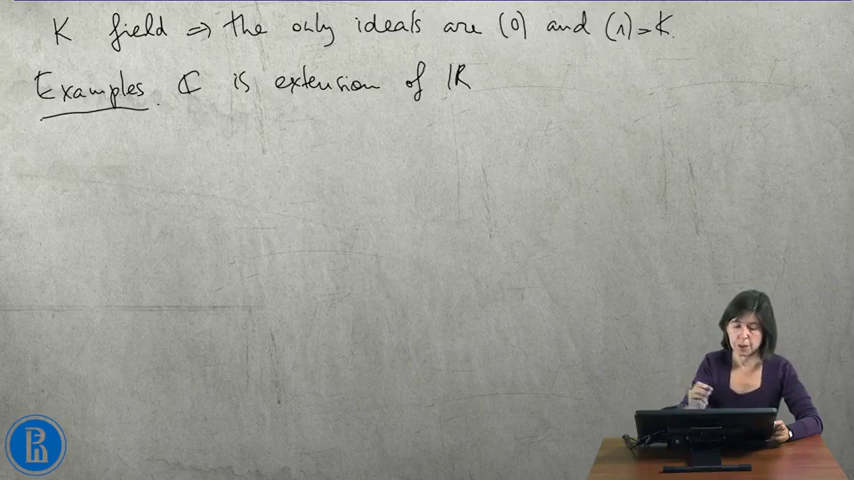 K field ⇒ the only ideals are (0) and (1)=K.
Examples. ℂ is extension of ℝ